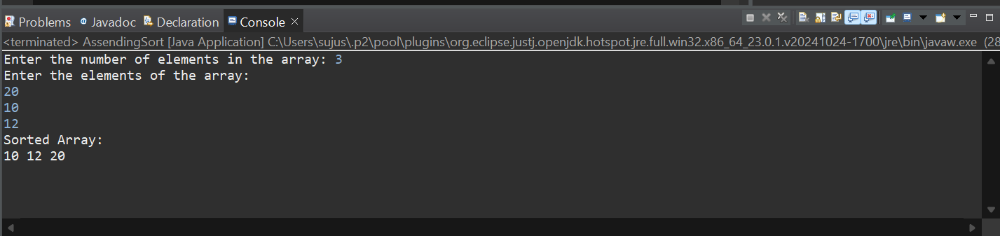 Problems Javadoc Declaration Console
<terminated> AssendingSort [Java Application] C:\Users\sujus\.p2\pool\plugins\org.eclipse.justj.openjdk.hotspot.jre.full.win32.x86_64_23.0.1.v20241024-1700\jre\bin\javaw.exe (28
Enter the number of elements in the array: 3
Enter the elements of the array:
20
10
12
Sorted Array:
10 12 20